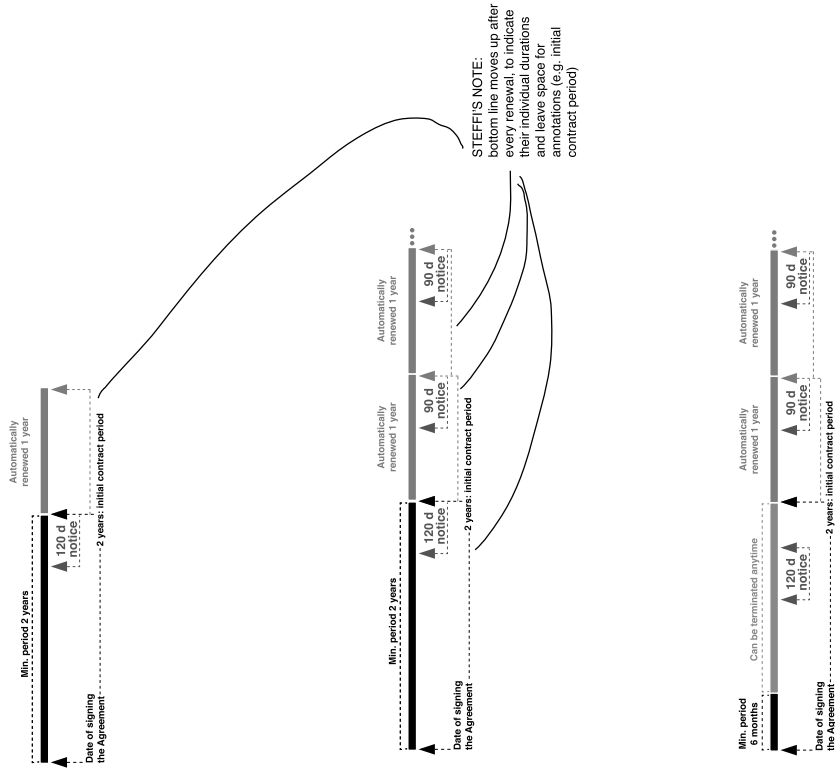 Automatically
renewed 1 year
Min. period 2 years
120 d
notice
2 years: initial contract period
Date of signing
the Agreement
STEFFI'S NOTE:
bottom line moves up after
every renewal, to indicate
their individual durations
and leave space for
annotations (e.g. initial
contract period)
Min. period 2 years
Automatically
renewed 1 year
Automatically
renewed 1 year
120 d
notice
90 d
notice
90 d
notice
2 years: initial contract period
Date of signing
the Agreement
Min. period
6 months
Can be terminated anytime
Automatically
renewed 1 year
Automatically
renewed 1 year
120 d
notice
90 d
notice
90 d
notice
2 years: initial contract period
Date of signing
the Agreement